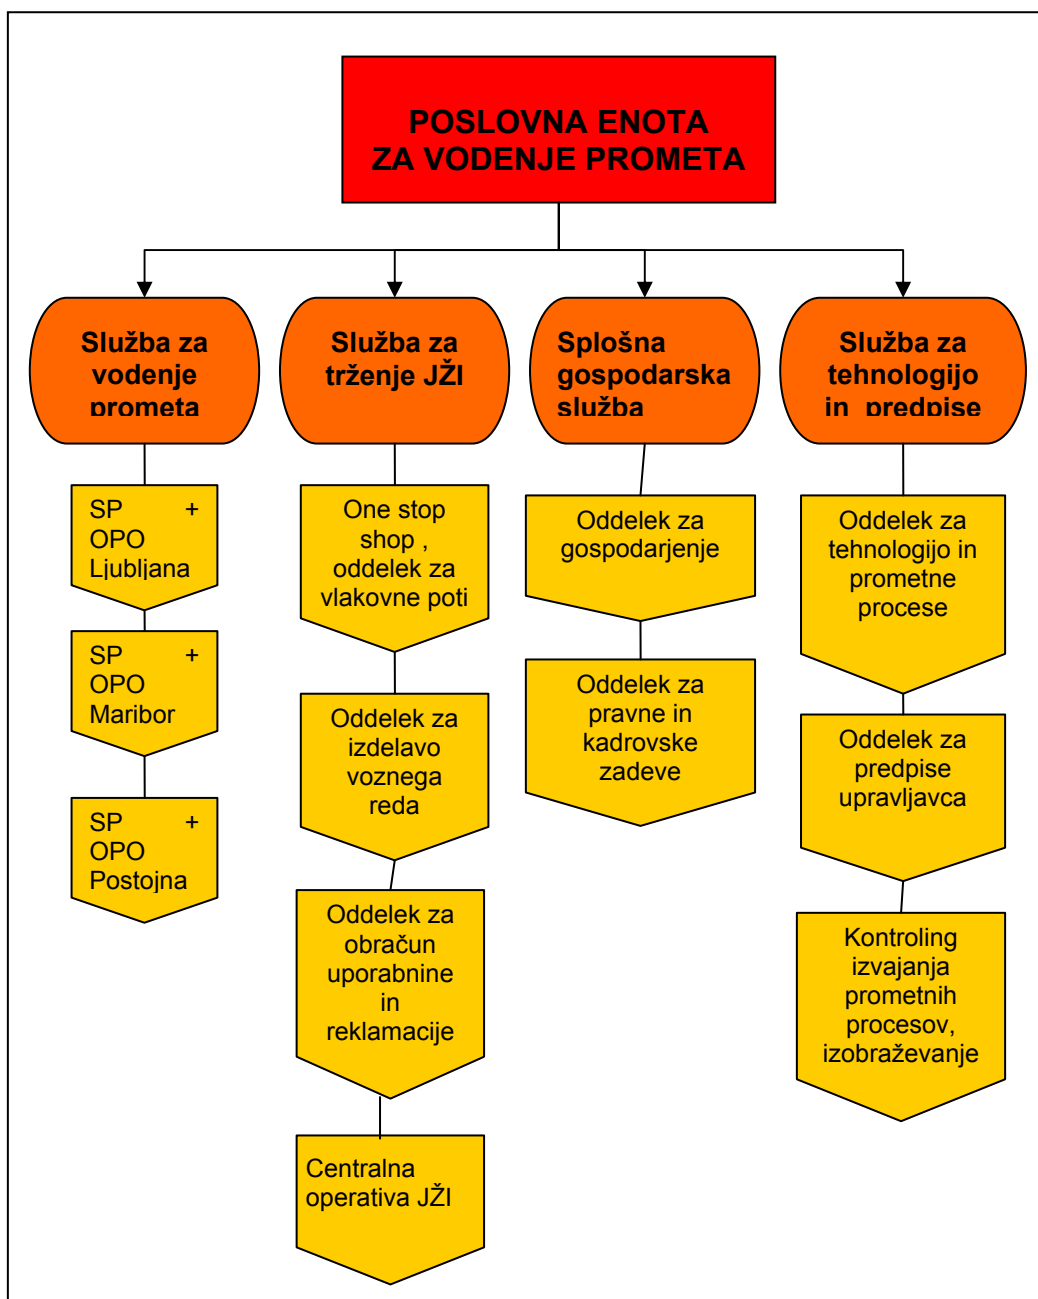 POSLOVNA ENOTA
ZA VODENJE PROMETA
Služba za
vodenje
prometa
Služba za
trženje JŽI
Splošna
gospodarska
služba
Služba za
tehnologijo
in predpise
SP +
OPO
Ljubljana
SP +
OPO
Maribor
SP +
OPO
Postojna
One stop
shop ,
oddelek za
vlakovne poti
Oddelek za
izdelavo
voznega
reda
Oddelek za
obračun
uporabnine
in
reklamacije
Centralna
operativa JŽI
Oddelek za
gospodarjenje
Oddelek za
pravne in
kadrovske
zadeve
Oddelek za
tehnologijo in
prometne
procese
Oddelek za
predpise
upravljavca
Kontroling
izvajanja
prometnih
procesov,
izobraževanje